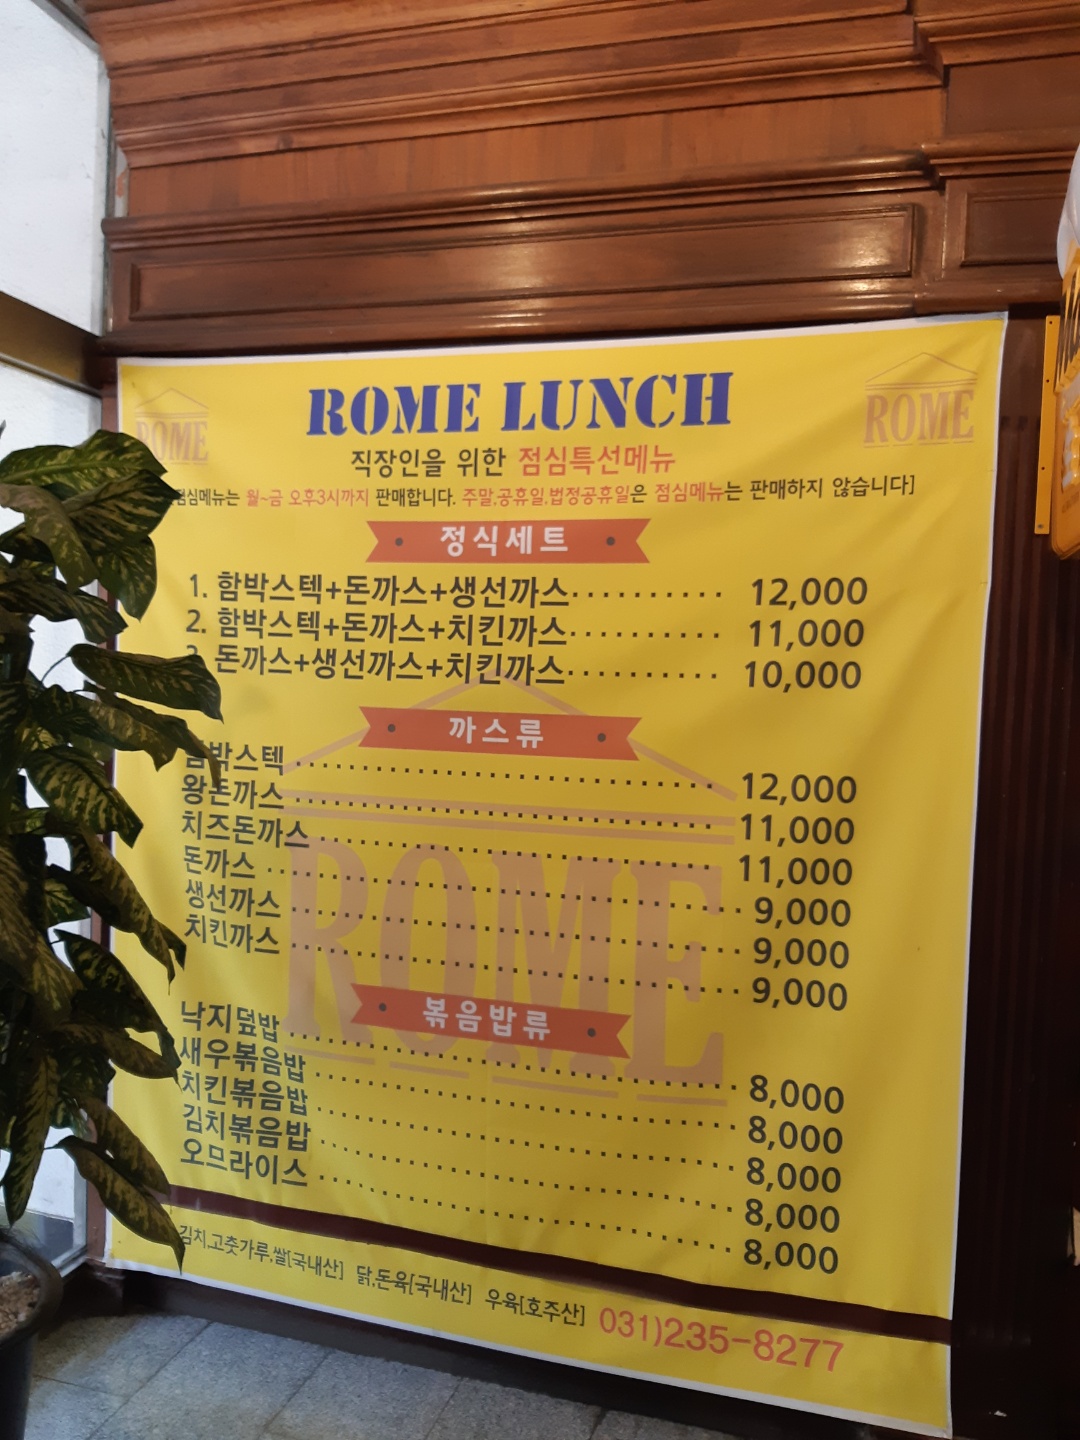 ROME LUNCH
ROME
ROME
직장인을 위한 점심특선메뉴
점심메뉴는 월~금 오후3시까지 판매합니다. 주말,공휴일,법정공휴일은 점심메뉴는 판매하지 않습니다]
정식세트
1. 함박스텍+돈까스+생선까스·········· 12,000
2. 함박스텍+돈까스+치킨까스·········· 11,000
3. 돈까스+생선까스+치킨까스·········· 10,000
까스류
함박스텍 ··· 12,000
왕돈까스 ··· 11,000
치즈돈까스 ··· 11,000
돈까스 ··· 9,000
생선까스 ··· 9,000
치킨까스 ··· 9,000
ROME
볶음밥류
낙지덮밥 ··· 8,000
새우볶음밥 ··· 8,000
치킨볶음밥 ··· 8,000
김치볶음밥 ··· 8,000
오므라이스 ··· 8,000
김치,고춧가루,쌀[국내산] 닭,돈육[국내산] 우육[호주산] 031)235-8277